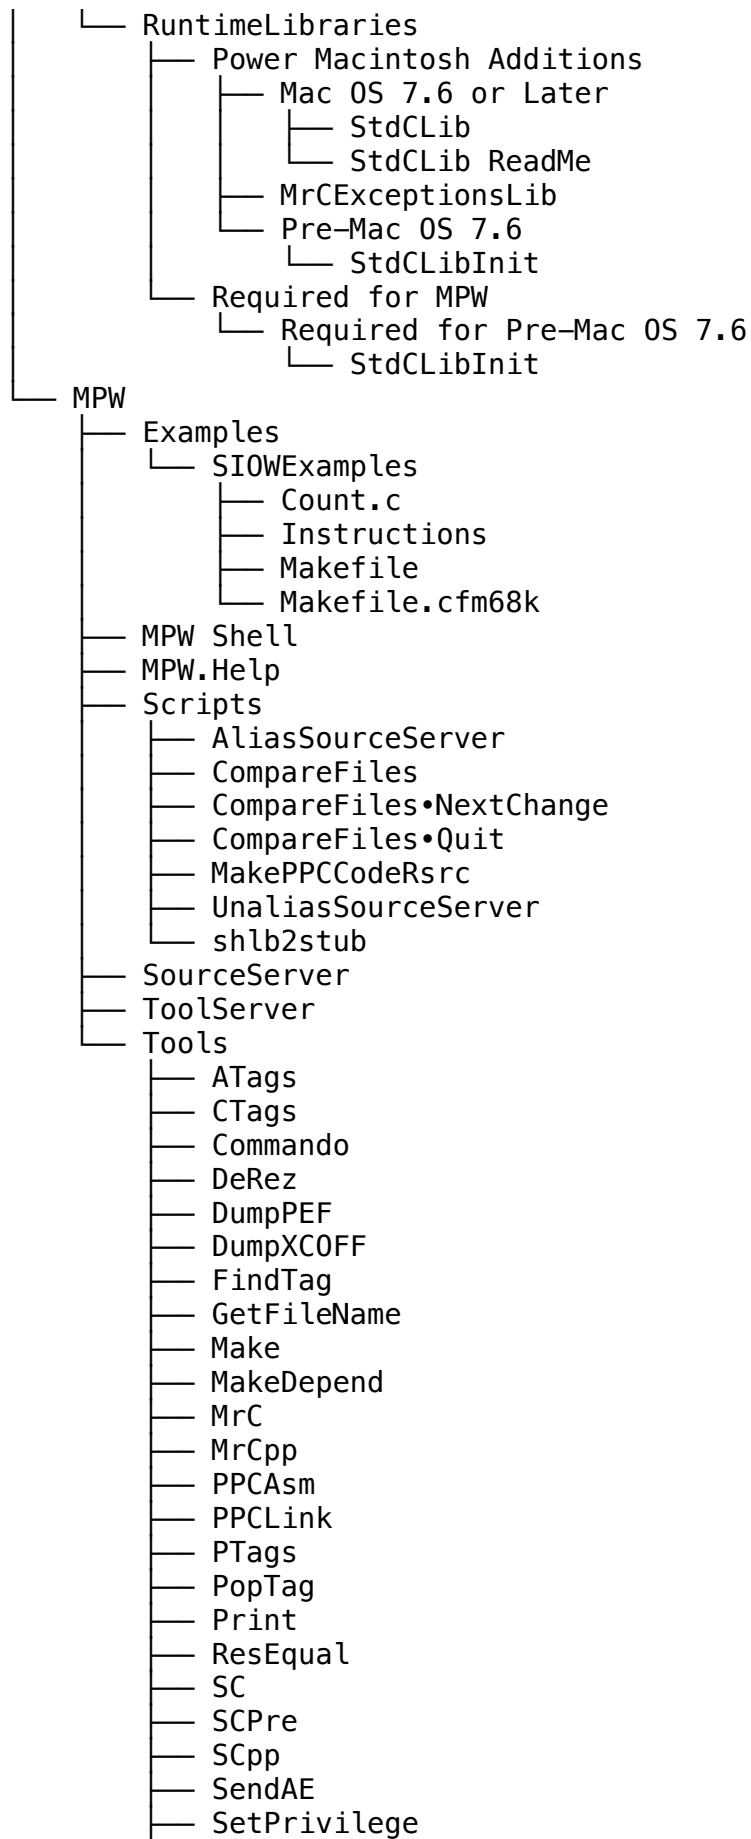 │   └── RuntimeLibraries
│       ├── Power Macintosh Additions
│       │   ├── Mac OS 7.6 or Later
│       │   │   ├── StdCLib
│       │   │   └── StdCLib ReadMe
│       │   ├── MrCExceptionsLib
│       │   └── Pre-Mac OS 7.6
│       │       └── StdCLibInit
│       └── Required for MPW
│           └── Required for Pre-Mac OS 7.6
│               └── StdCLibInit
└── MPW
    ├── Examples
    │   └── SIOWExamples
    │       ├── Count.c
    │       ├── Instructions
    │       ├── Makefile
    │       └── Makefile.cfm68k
    ├── MPW Shell
    ├── MPW.Help
    ├── Scripts
    │   ├── AliasSourceServer
    │   ├── CompareFiles
    │   ├── CompareFiles•NextChange
    │   ├── CompareFiles•Quit
    │   ├── MakePPCCodeRsrc
    │   ├── UnaliasSourceServer
    │   └── shlb2stub
    ├── SourceServer
    ├── ToolServer
    └── Tools
        ├── ATags
        ├── CTags
        ├── Commando
        ├── DeRez
        ├── DumpPEF
        ├── DumpXCOFF
        ├── FindTag
        ├── GetFileName
        ├── Make
        ├── MakeDepend
        ├── MrC
        ├── MrCpp
        ├── PPCAsm
        ├── PPCLink
        ├── PTags
        ├── PopTag
        ├── Print
        ├── ResEqual
        ├── SC
        ├── SCPre
        ├── SCpp
        ├── SendAE
        ├── SetPrivilege